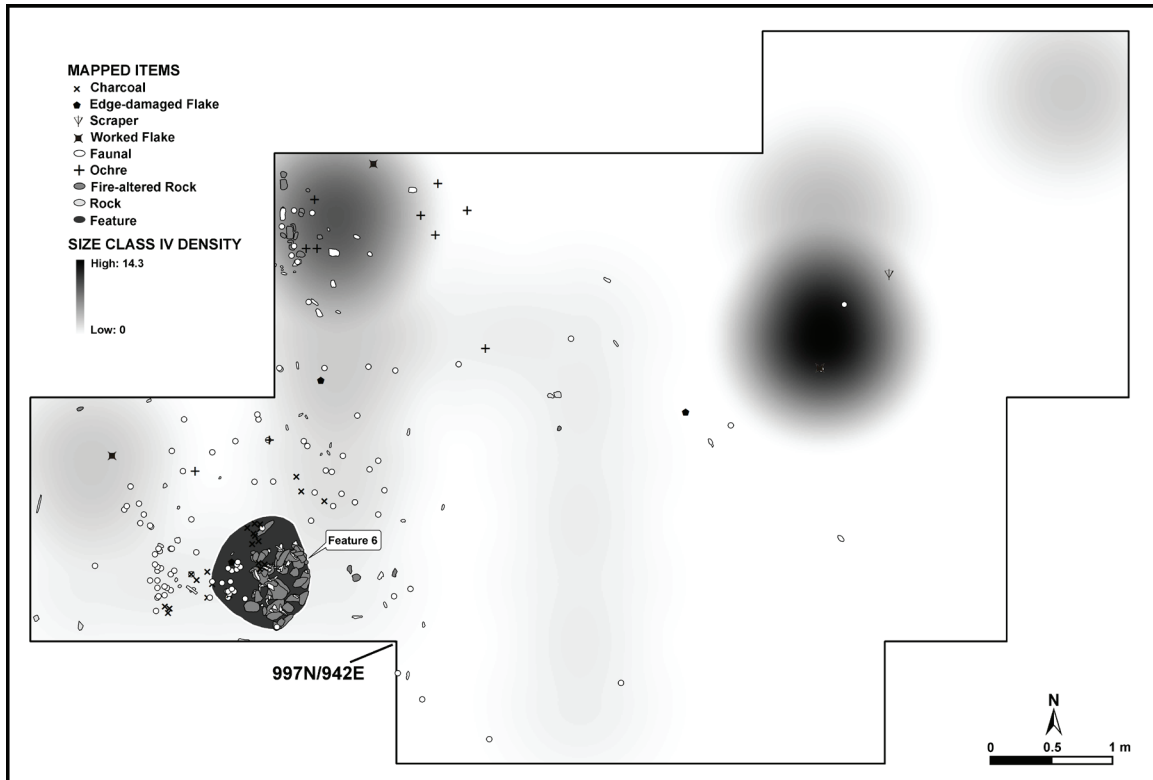 MAPPED ITEMS
Charcoal
Edge-damaged Flake
Scraper
Worked Flake
Faunal
Ochre
Fire-altered Rock
Rock
Feature
SIZE CLASS IV DENSITY
High: 14.3
Low: 0
Feature 6
997N/942E
N
0 0.5 1 m